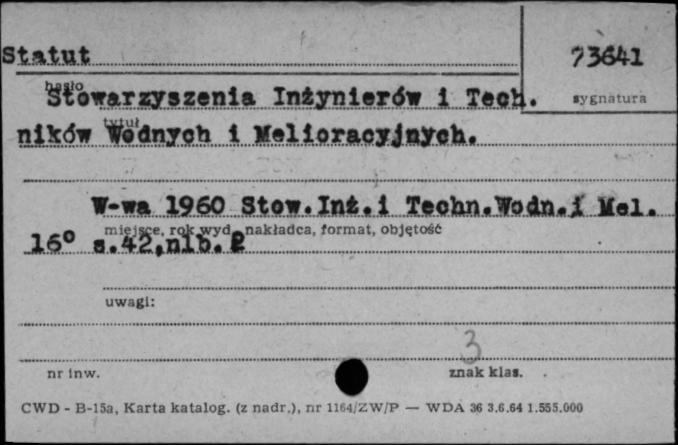 Statut 73641
hasło
Stowarzyszenia Inżynierów i Tech. sygnatura
tytuł
ników Wodnych i Melioracyjnych.
W-wa 1960 Stow.Inż.i Techn.Wodn.i Mel.
miejsce, rok wyd., nakładca, format, objętość
16° s.42,nlb.2
uwagi:
3
nr inw. znak klas.
CWD - B-15a, Karta katalog. (z nadr.), nr 1164/ZW/P — WDA 36 3.6.64 1.555.000